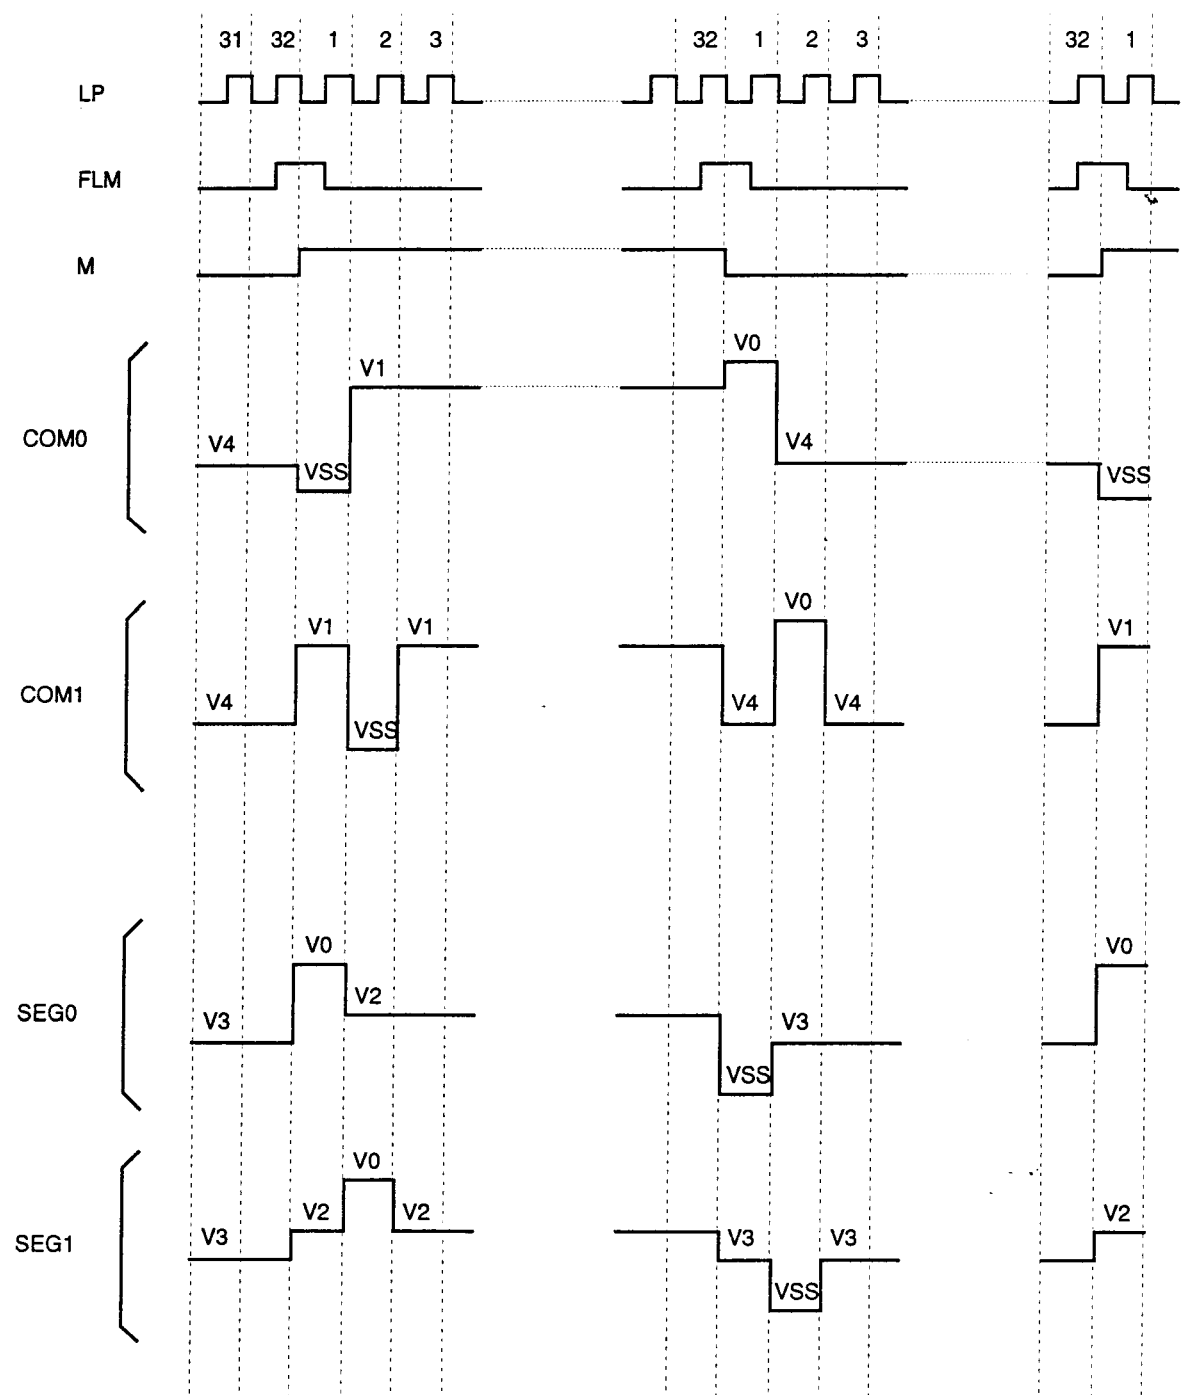 31 32 1 2 3 32 1 2 3 32 1
LP
FLM
M
V0
V1
COM0 V4 V4
VSS VSS
V0
V1 V1 V1
COM1 V4 V4 V4
VSS
V0 V0
V2
SEG0 V3 V3
VSS
V0
V2 V2 V2
SEG1 V3 V3 V3
VSS